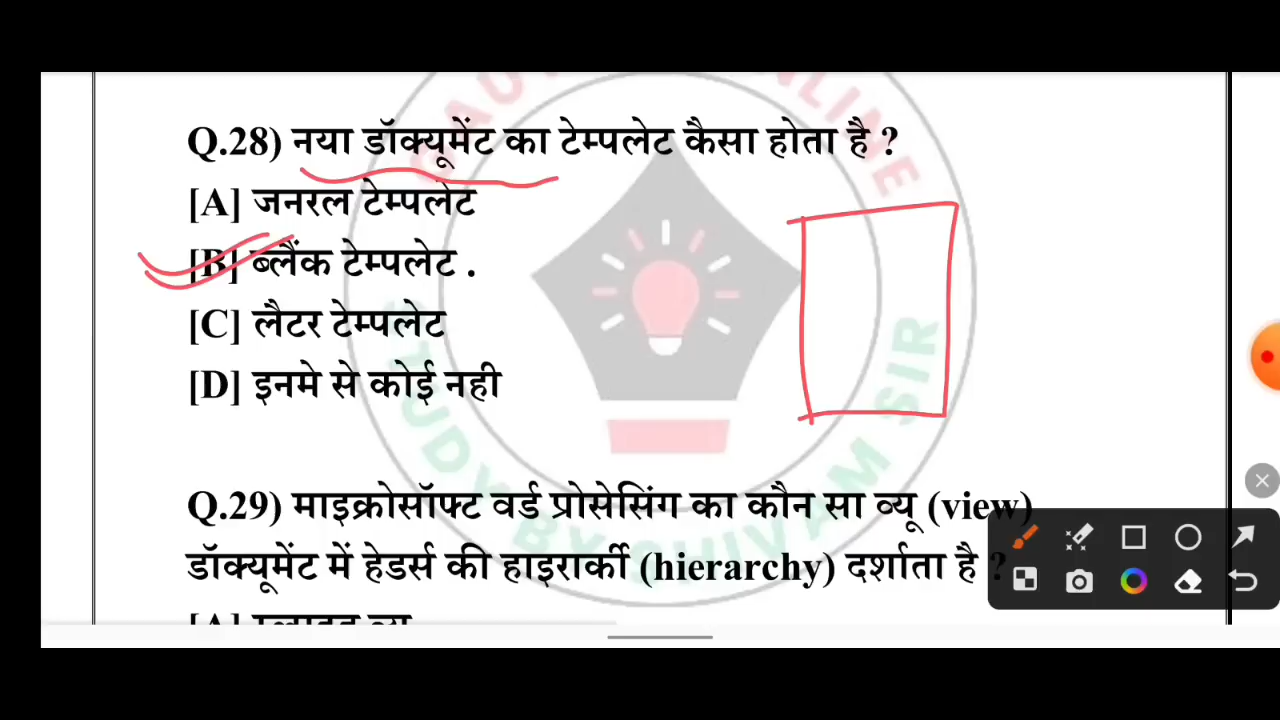 Q.28) नया डॉक्यूमेंट का टेम्पलेट कैसा होता है ?
[A] जनरल टेम्पलेट
[B] ब्लैंक टेम्पलेट .
[C] लैटर टेम्पलेट
[D] इनमे से कोई नही
Q.29) माइक्रोसॉफ्ट वर्ड प्रोसेसिंग का कौन सा व्यू (view)
डॉक्यूमेंट में हेडर्स की हाइरार्की (hierarchy) दर्शाता है ?